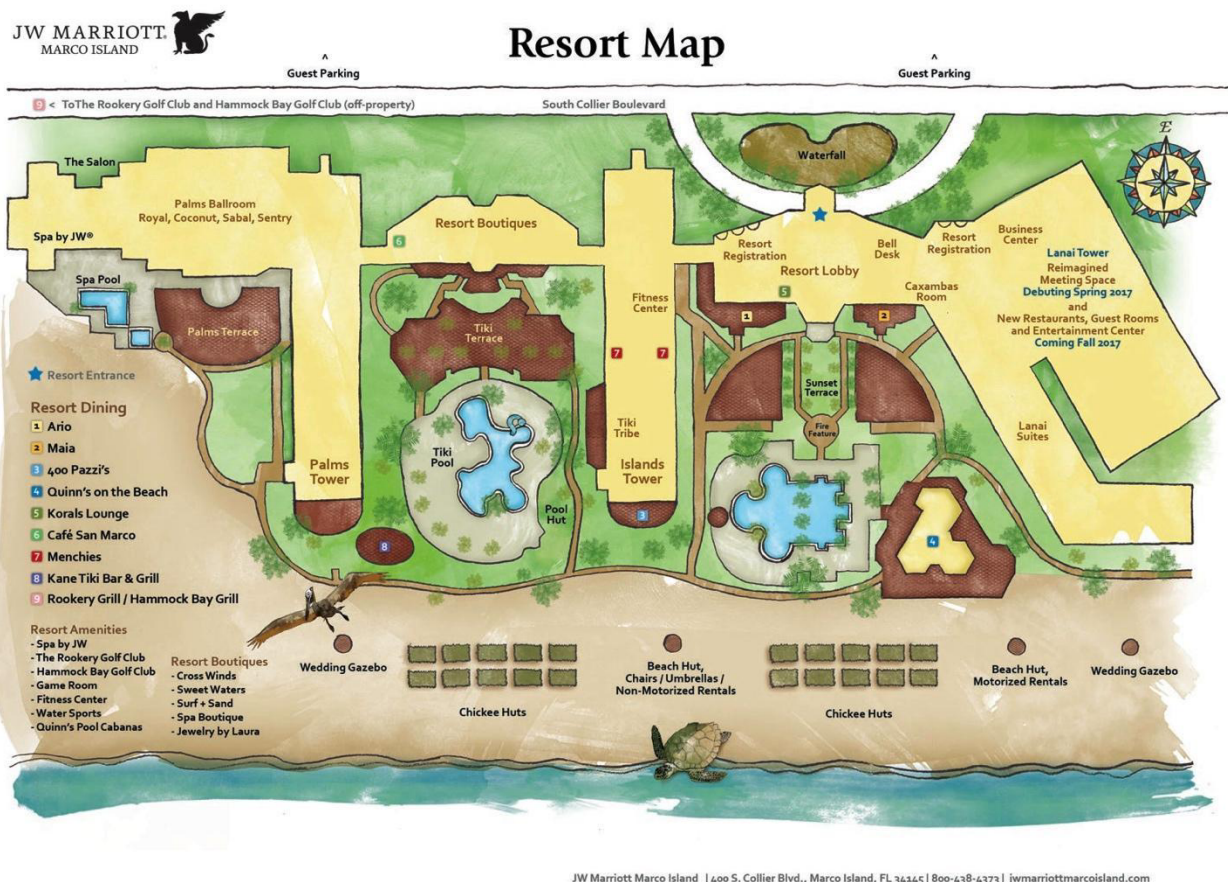 JW MARRIOTT®
MARCO ISLAND
Resort Map
^
Guest Parking
^
Guest Parking
9 < ToThe Rookery Golf Club and Hammock Bay Golf Club (off-property)
South Collier Boulevard
E
Waterfall
The Salon
Palms Ballroom
Royal, Coconut, Sabal, Sentry
Spa by JW®
Spa Pool
Palms Terrace
6
Resort Boutiques
Resort
Registration
Resort Lobby
Bell
Desk
Resort
Registration
Business
Center
Lanai Tower
Reimagined
Meeting Space
Debuting Spring 2017
and
New Restaurants, Guest Rooms
and Entertainment Center
Coming Fall 2017
Caxambas
Room
5
1
2
Fitness
Center
7
7
Tiki
Terrace
Sunset
Terrace
Fire
Feature
Lanai
Suites
Tiki
Tribe
Tiki
Pool
Palms
Tower
Islands
Tower
Pool
Hut
3
4
8
Resort Entrance
Resort Dining
1 Ario
2 Maia
3 400 Pazzi's
4 Quinn's on the Beach
5 Korals Lounge
6 Café San Marco
7 Menchies
8 Kane Tiki Bar & Grill
9 Rookery Grill / Hammock Bay Grill
Resort Amenities
- Spa by JW
- The Rookery Golf Club
- Hammock Bay Golf Club
- Game Room
- Fitness Center
- Water Sports
- Quinn's Pool Cabanas
Resort Boutiques
- Cross Winds
- Sweet Waters
- Surf + Sand
- Spa Boutique
- Jewelry by Laura
Wedding Gazebo
Chickee Huts
Beach Hut,
Chairs / Umbrellas /
Non-Motorized Rentals
Chickee Huts
Beach Hut,
Motorized Rentals
Wedding Gazebo
JW Marriott Marco Island | 400 S. Collier Blvd., Marco Island, FL 34145 | 800-438-4373 | jwmarriottmarcoisland.com